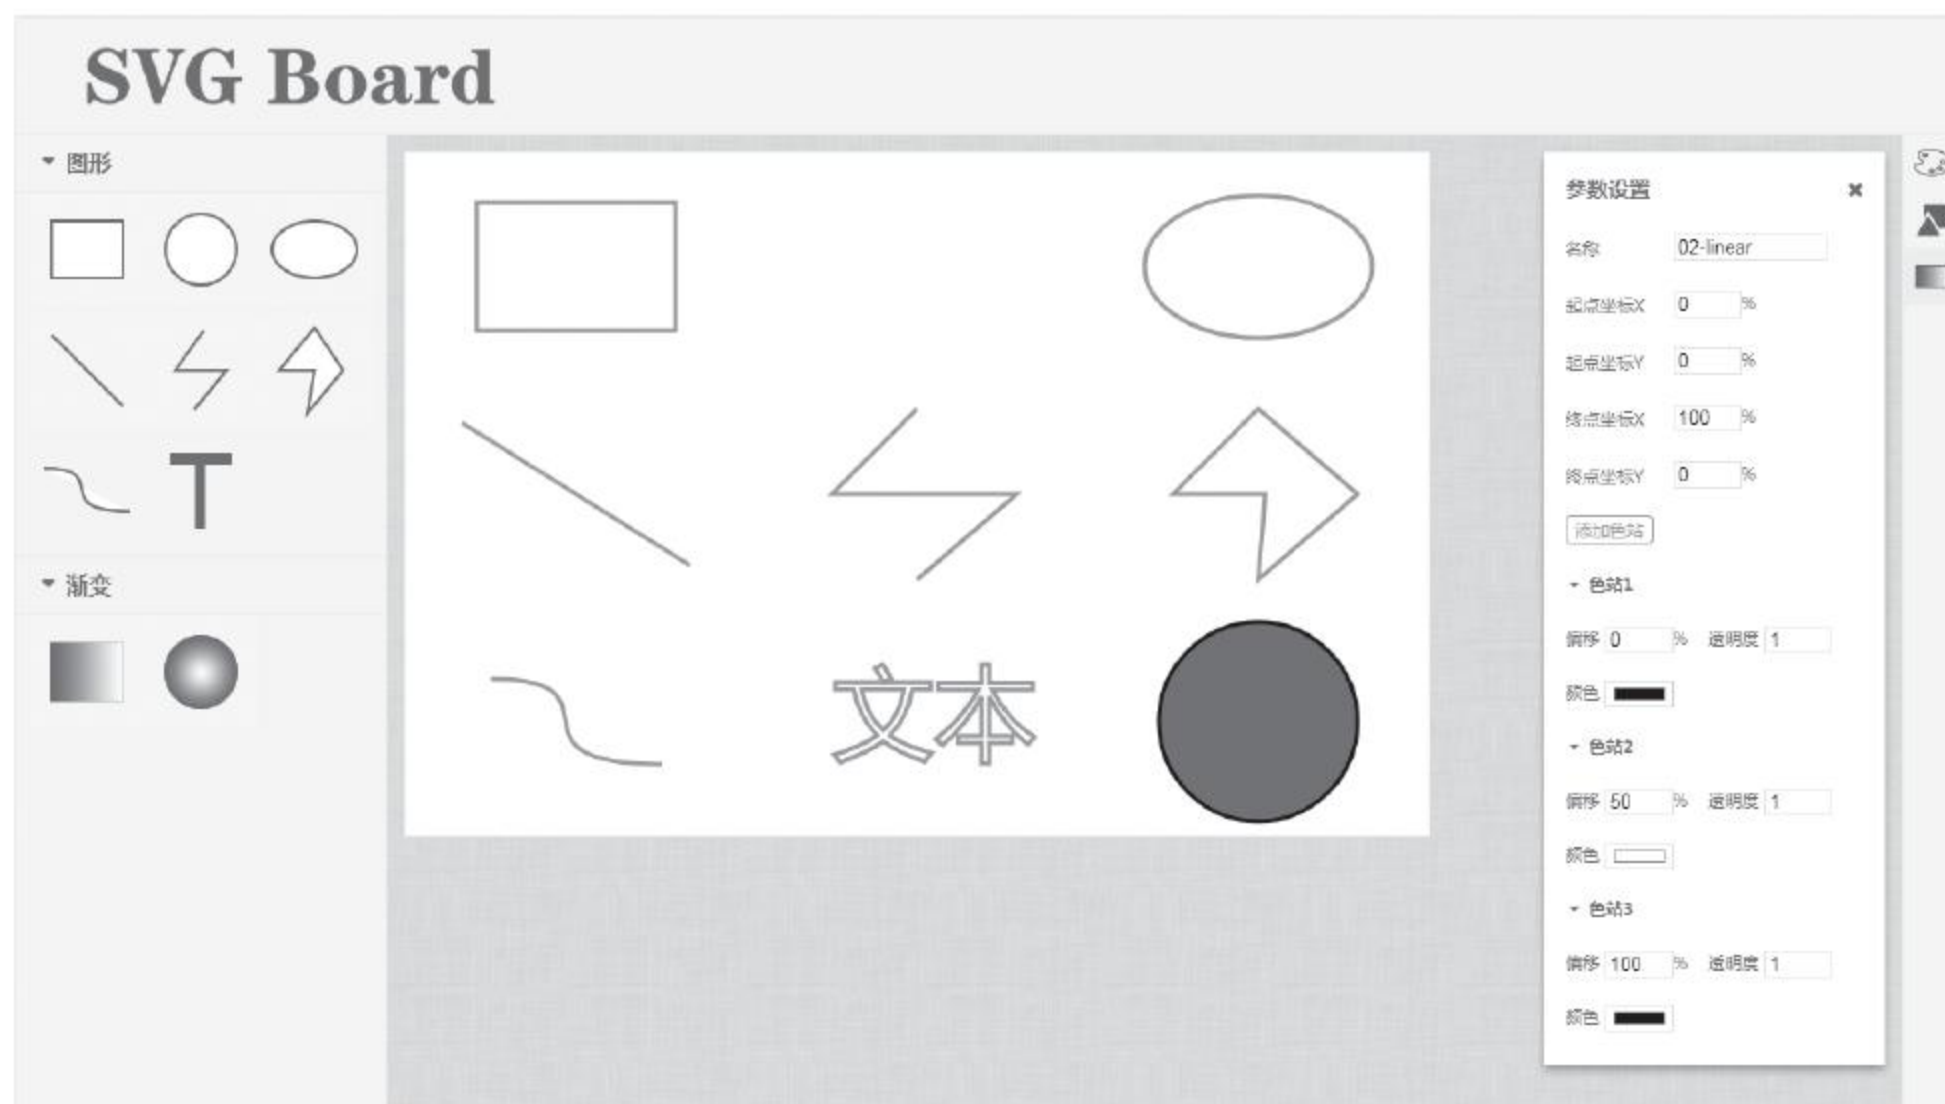 SVG Board
图形
T
渐变
文本
参数设置
名称 02-linear
起点坐标X 0 %
起点坐标Y 0 %
终点坐标X 100 %
终点坐标Y 0 %
添加色站
色站1
偏移 0 % 透明度 1
颜色
色站2
偏移 50 % 透明度 1
颜色
色站3
偏移 100 % 透明度 1
颜色